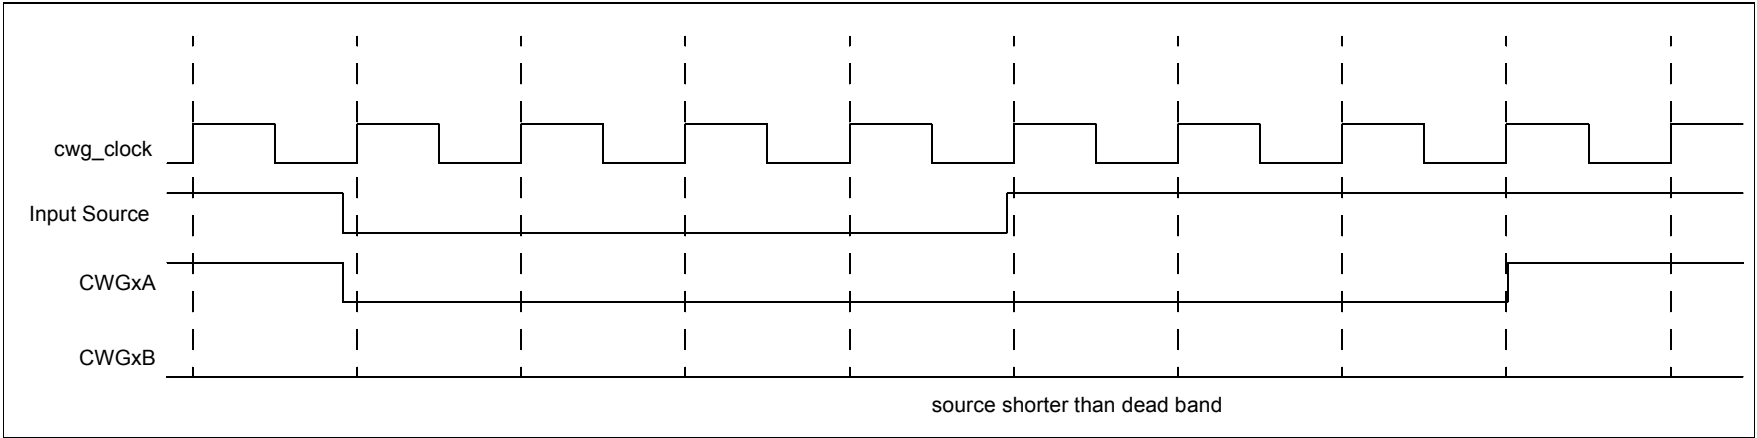 cwg_clock
Input Source
CWGxA
CWGxB
source shorter than dead band